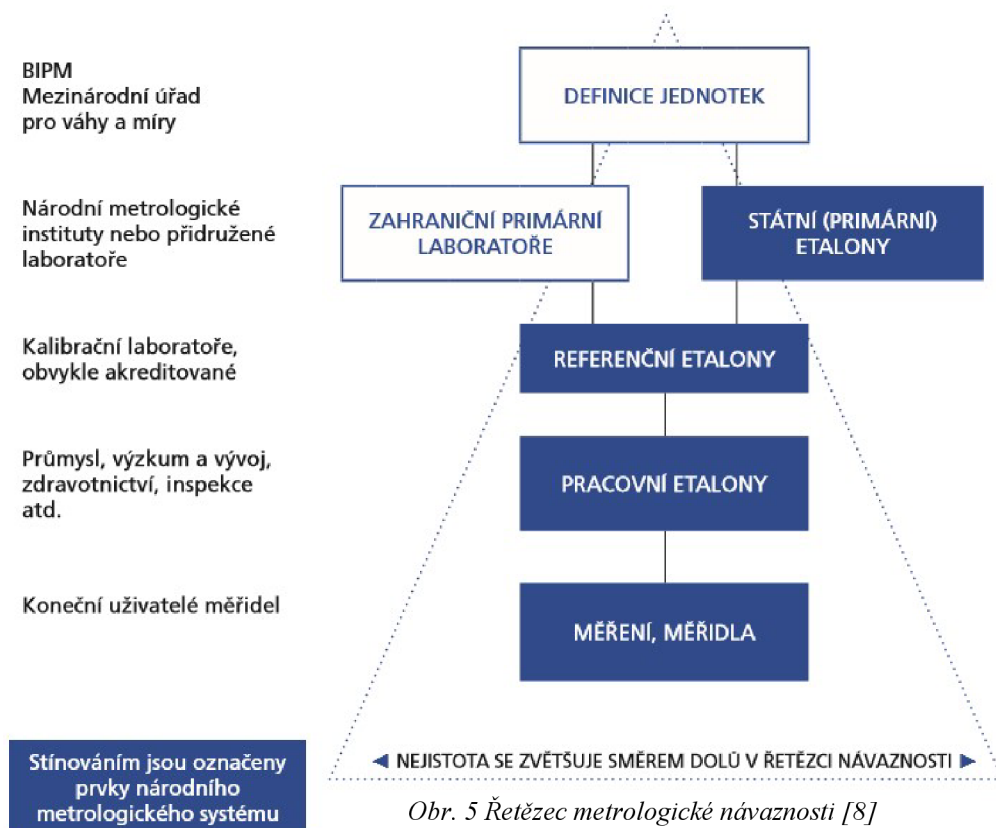 BIPM
Mezinárodní úřad
pro váhy a míry
DEFINICE JEDNOTEK
Národní metrologické
instituty nebo přidružené
laboratoře
ZAHRANIČNÍ PRIMÁRNÍ
LABORATOŘE
STÁTNÍ (PRIMÁRNÍ)
ETALONY
Kalibrační laboratoře,
obvykle akreditované
REFERENČNÍ ETALONY
Průmysl, výzkum a vývoj,
zdravotnictví, inspekce
atd.
PRACOVNÍ ETALONY
Koneční uživatelé měřidel
MĚŘENÍ, MĚŘIDLA
Stínováním jsou označeny
prvky národního
metrologického systému
NEJISTOTA SE ZVĚTŠUJE SMĚREM DOLŮ V ŘETĚZCI NÁVAZNOSTI
Obr. 5 Řetězec metrologické návaznosti [8]